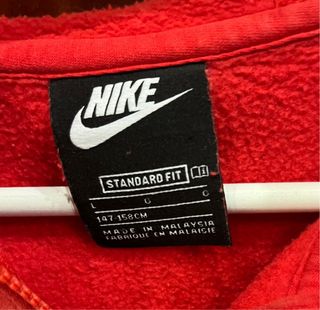 NIKE
STANDARD FIT
L G G
147-158CM
MADE IN MALAYSIA
FABRIQUÉ EN MALAISIE